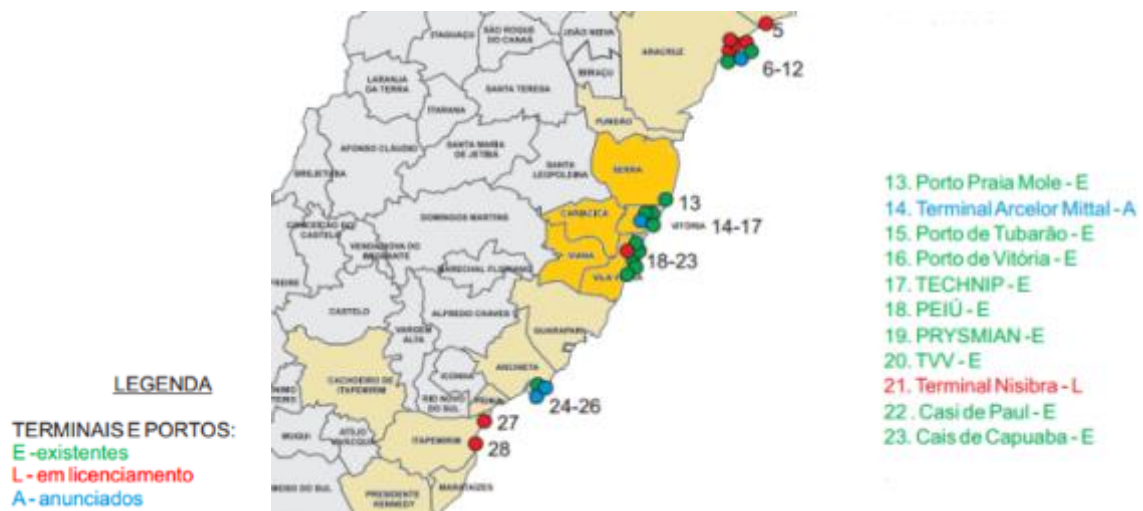 ITAGUAÇU
SÃO ROQUE
DO CANAÃ
JOÃO NEIVA
ARACRUZ
5
6-12
IBIRAÇU
LARANJA
DA TERRA
SANTA TERESA
ITARANA
FUNDÃO
AFONSO CLÁUDIO
SANTA MARIA
DE JETIBÁ
SANTA
LEOPOLDINA
SERRA
BREJETUBA
13
CARIACICA
DOMINGOS MARTINS
VITÓRIA
14-17
CONCEIÇÃO DO
CASTELO
VENDA NOVA DO
VIANA
18-23
MARECHAL FLORIANO
VILA
CASTELO
ALFREDO CHAVES
VARGEM
ALTA
GUARAPARI
ANCHIETA
ICONHA
CACHOEIRO DE
ITAPEMIRIM
RIO NOVO
DO SUL
PIÚMA
24-26
27
MUQUI
ATÍLIO
VIVACQUA
ITAPEMIRIM
28
MARATAÍZES
PRESIDENTE
KENNEDY
DO SUL
LEGENDA
TERMINAIS E PORTOS:
E - existentes
L - em licenciamento
A - anunciados
13. Porto Praia Mole - E
14. Terminal Arcelor Mittal - A
15. Porto de Tubarão - E
16. Porto de Vitória - E
17. TECHNIP - E
18. PEIÚ - E
19. PRYSMIAN - E
20. TVV - E
21. Terminal Nisibra - L
22 . Casi de Paul - E
23. Cais de Capuaba - E